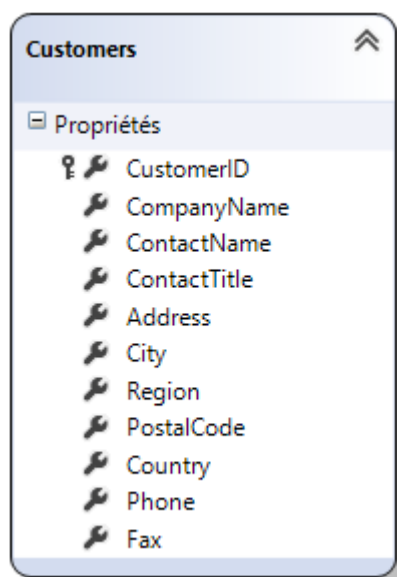 Customers
Propriétés
CustomerID
CompanyName
ContactName
ContactTitle
Address
City
Region
PostalCode
Country
Phone
Fax